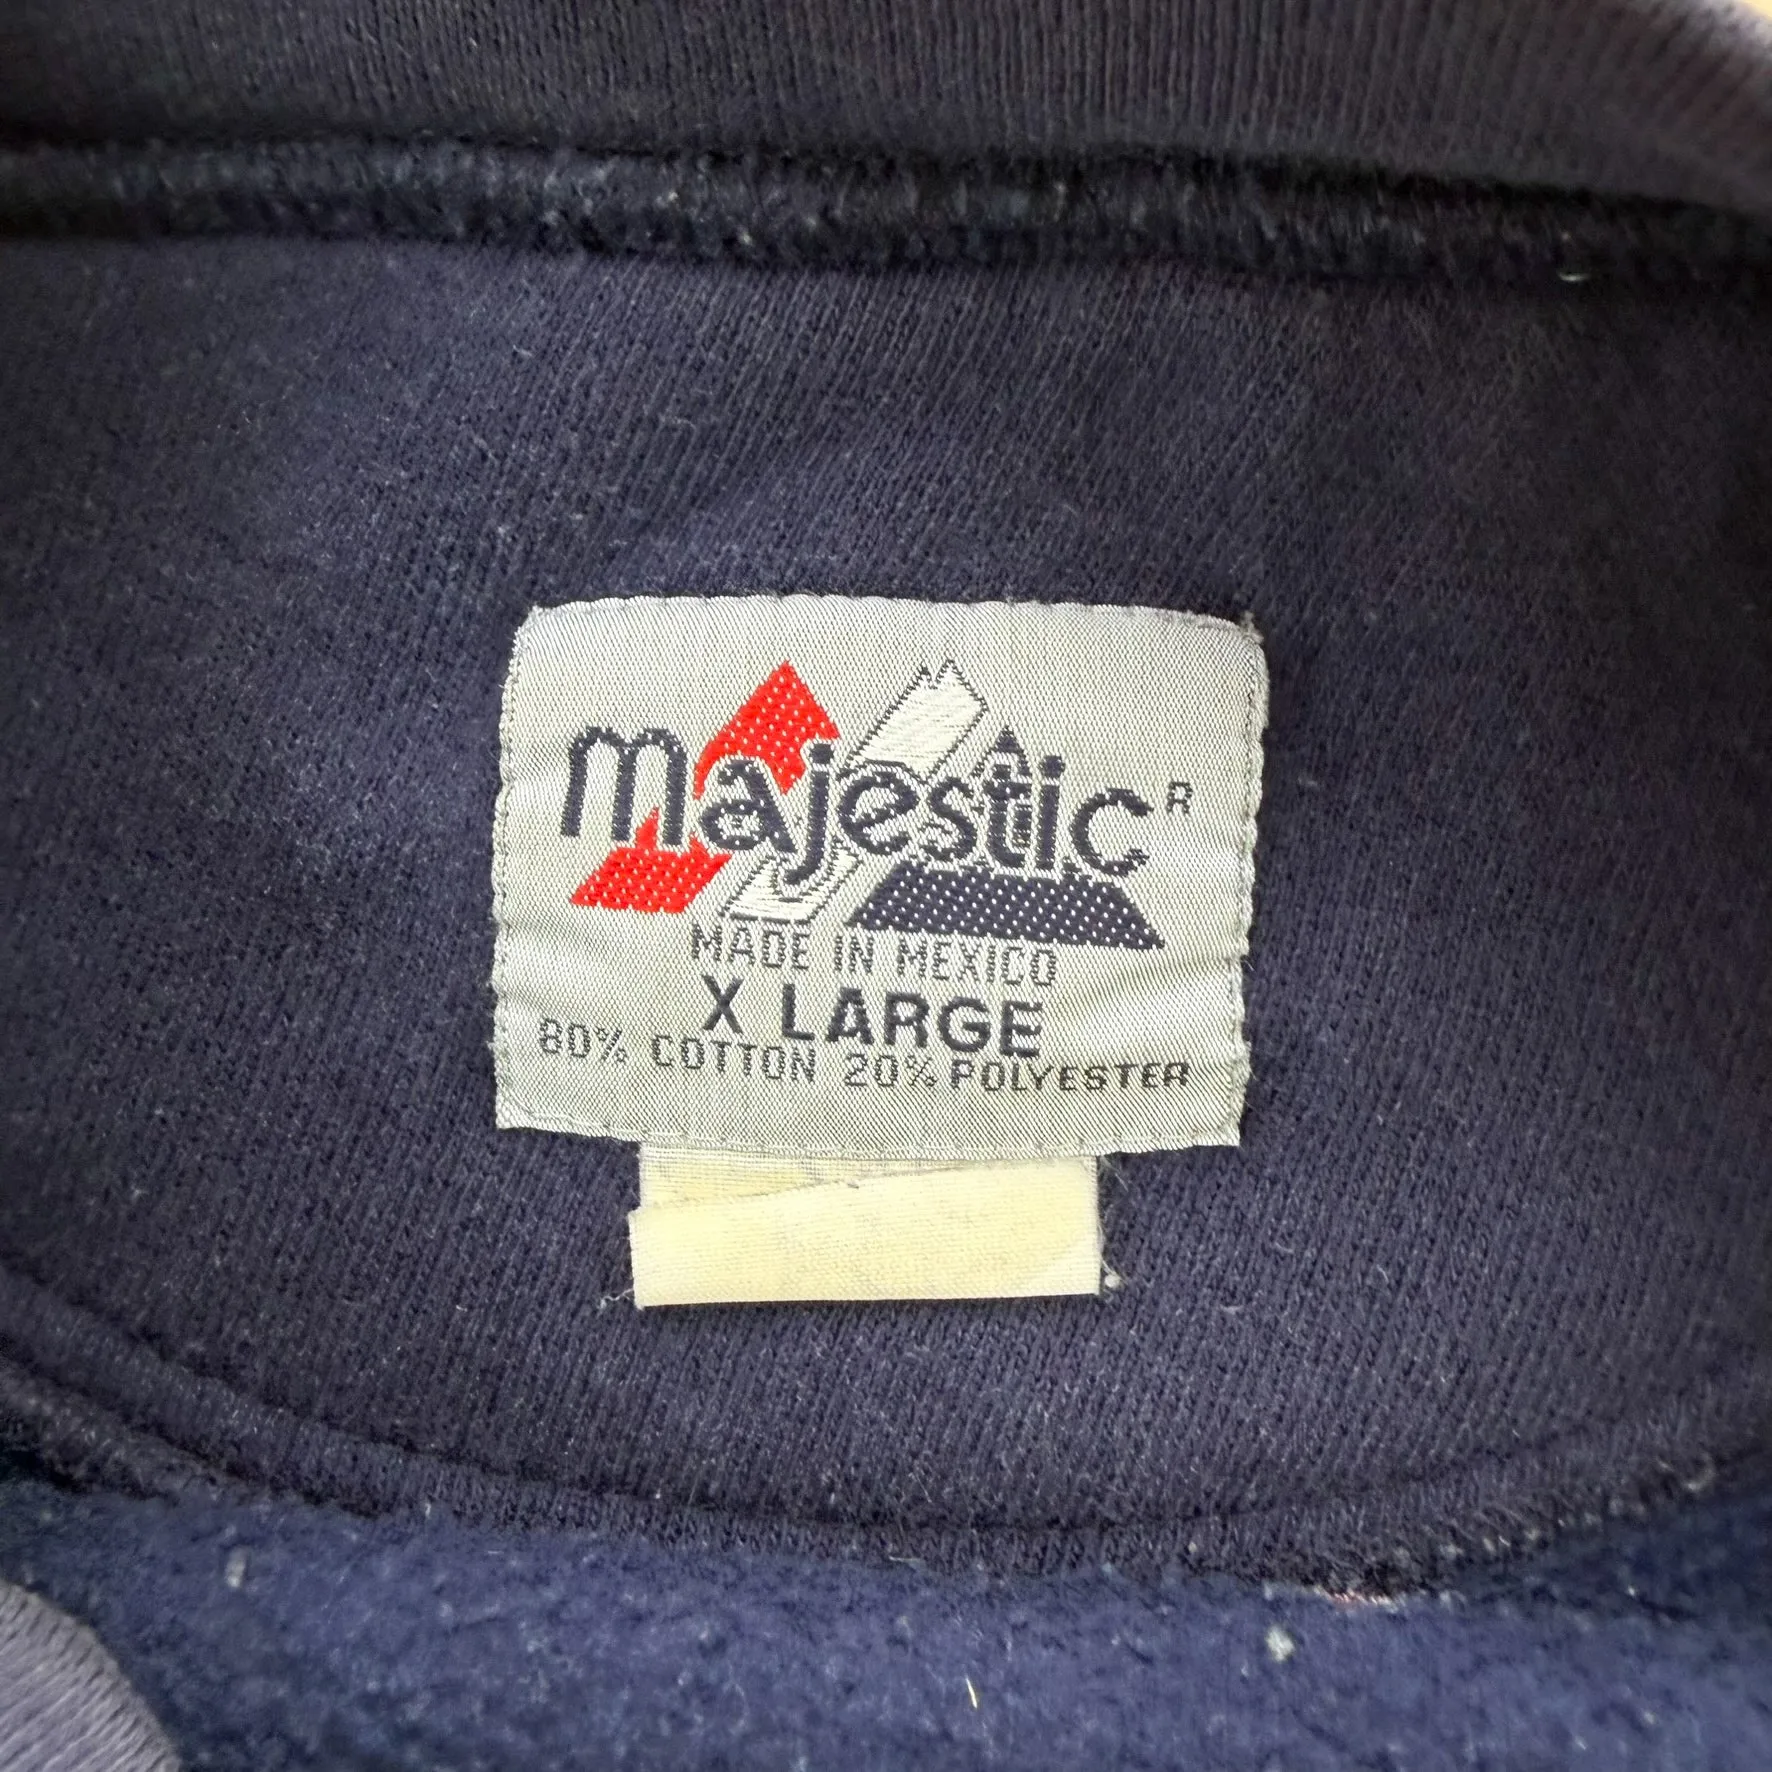 majestic R
MADE IN MEXICO
X LARGE
80% COTTON 20% POLYESTER